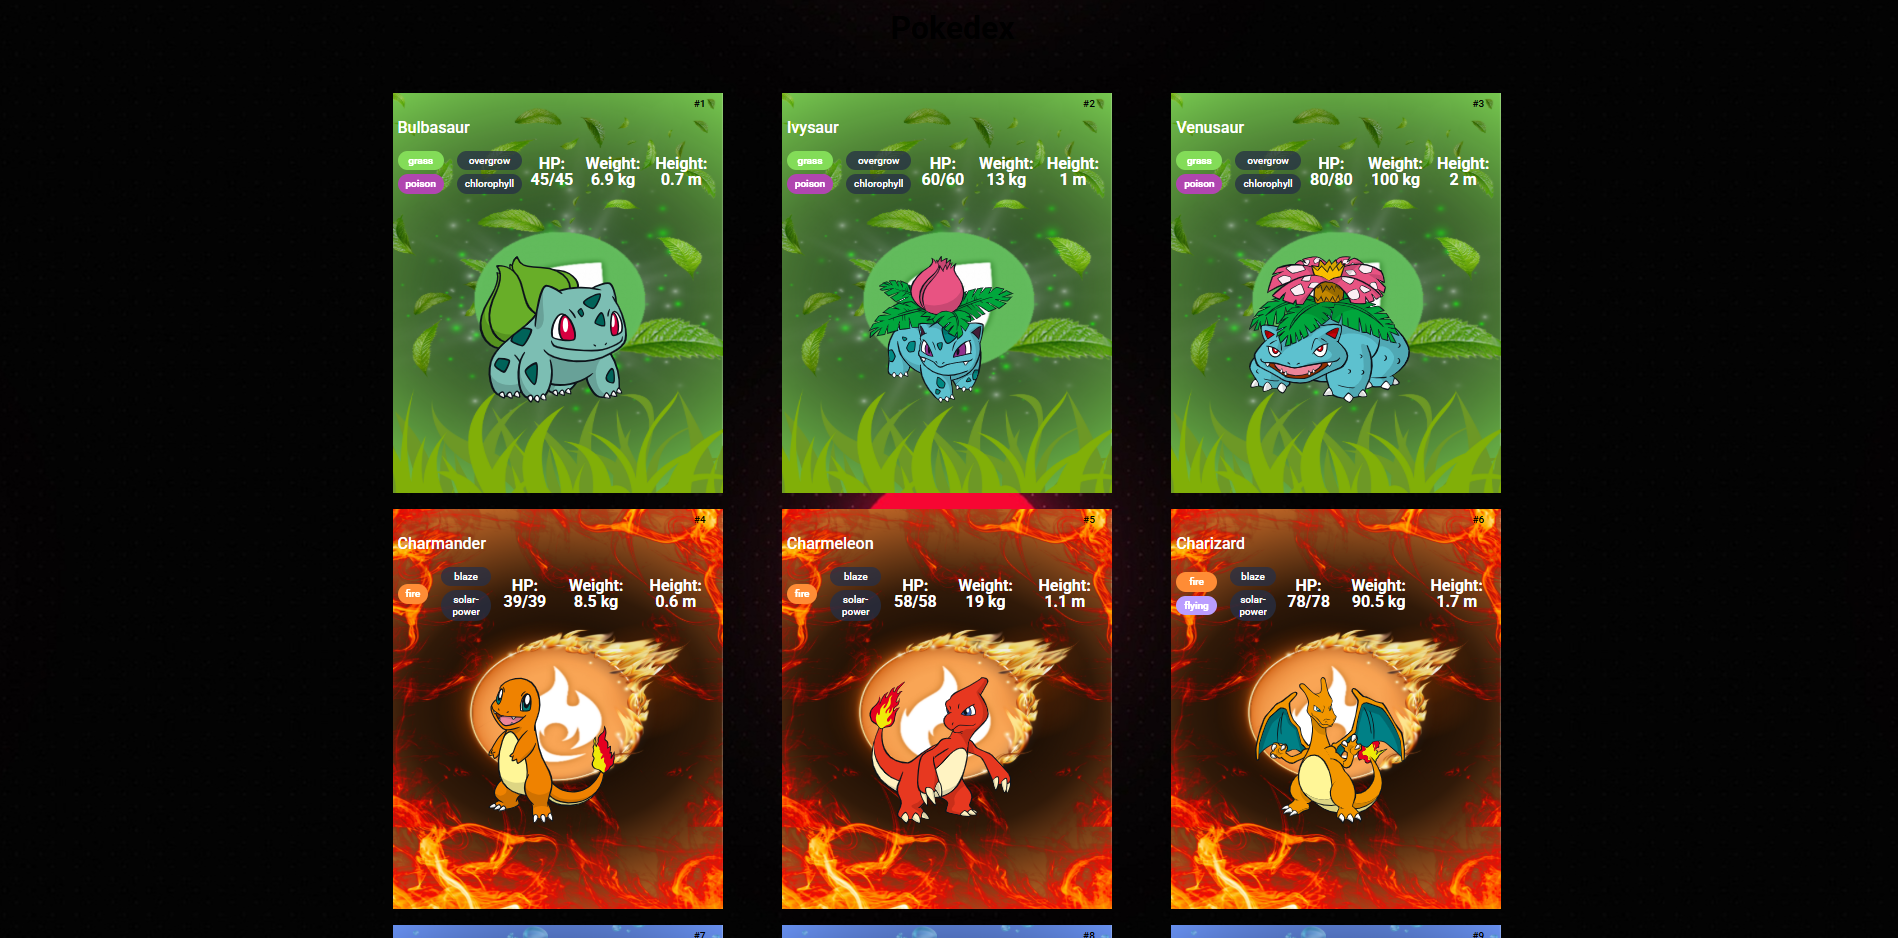 Pokedex
#1
Bulbasaur
grass
poison
overgrow
chlorophyll
HP:
45/45
Weight:
6.9 kg
Height:
0.7 m
#2
Ivysaur
grass
poison
overgrow
chlorophyll
HP:
60/60
Weight:
13 kg
Height:
1 m
#3
Venusaur
grass
poison
overgrow
chlorophyll
HP:
80/80
Weight:
100 kg
Height:
2 m
#4
Charmander
fire
blaze
solar-
power
HP:
39/39
Weight:
8.5 kg
Height:
0.6 m
#5
Charmeleon
fire
blaze
solar-
power
HP:
58/58
Weight:
19 kg
Height:
1.1 m
#6
Charizard
fire
flying
blaze
solar-
power
HP:
78/78
Weight:
90.5 kg
Height:
1.7 m
#7
#8
#9